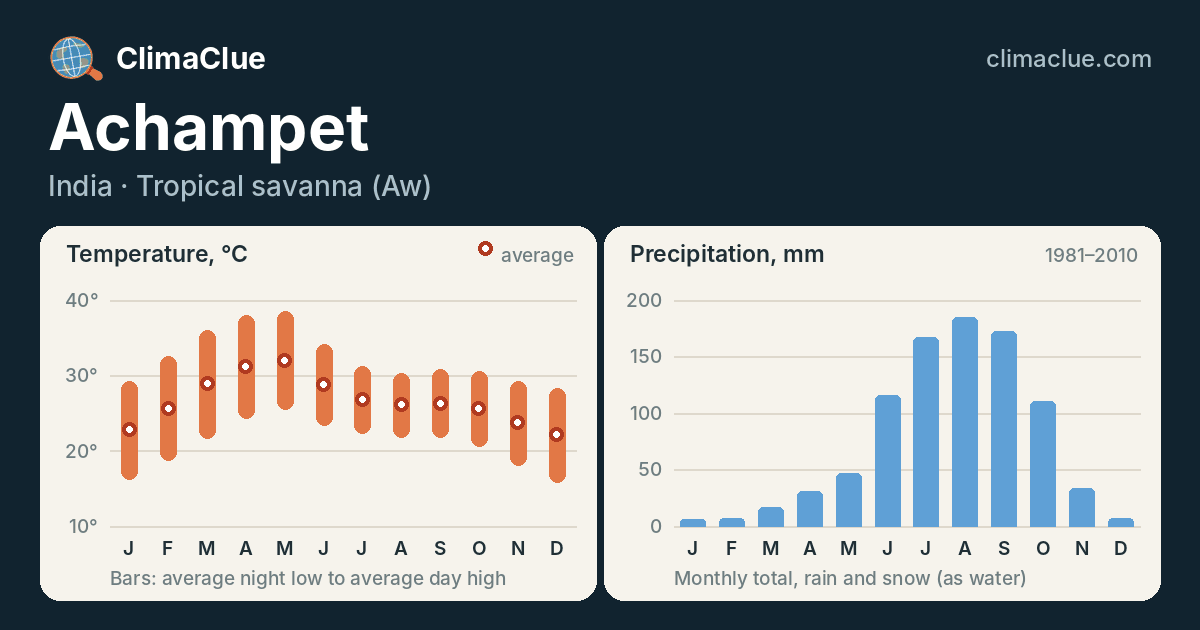 ClimaClue
climaclue.com
Achampet
India · Tropical savanna (Aw)
Temperature, °C
average
40°
30°
20°
10°
J F M A M J J A S O N D
Bars: average night low to average day high
Precipitation, mm
1981–2010
200
150
100
50
0
J F M A M J J A S O N D
Monthly total, rain and snow (as water)